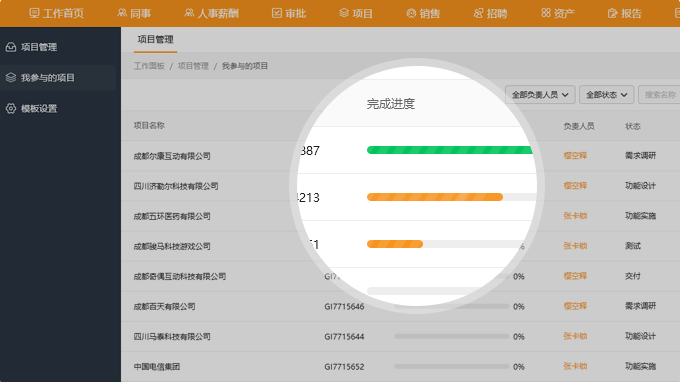 工作首页 同事 人事薪酬 审批 项目 销售 招聘 资产 报告
项目管理 项目管理
工作面板 / 项目管理 / 我参与的项目
我参与的项目
全部负责人员 全部状态 搜索名称
模板设置
完成进度
项目名称 负责人员 状态
387
成都尔康互动有限公司 樱空释 需求调研
四川济勒尔科技有限公司 樱空释 功能设计
4213
成都五环医药有限公司 张卡顿 功能实施
成都骏马科技游戏公司 % 张卡顿 测试
成都奇偶互动科技有限公司 0% 樱空释 交付
成都百天有限公司 GI7715646 0% 樱空释 需求调研
四川马泰科技有限公司 GI7715644 0% 张卡顿 功能设计
中国电信集团 GI7715652 0% 张卡顿 功能实施